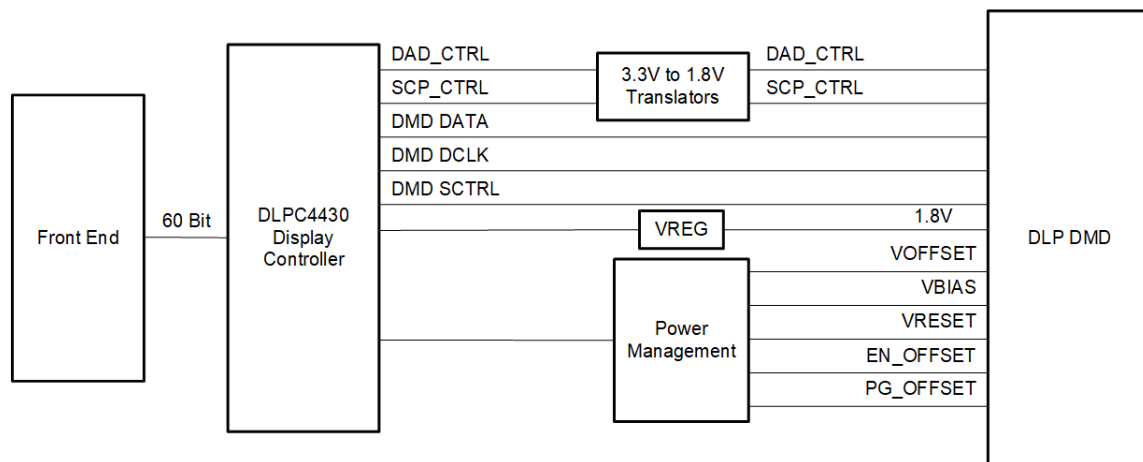 DAD_CTRL
SCP_CTRL
DMD DATA
DMD DCLK
DMD SCTRL
3.3V to 1.8V
Translators
DAD_CTRL
SCP_CTRL
Front End
60 Bit
DLPC4430
Display
Controller
VREG
1.8V
DLP DMD
VOFFSET
VBIAS
VRESET
EN_OFFSET
PG_OFFSET
Power
Management